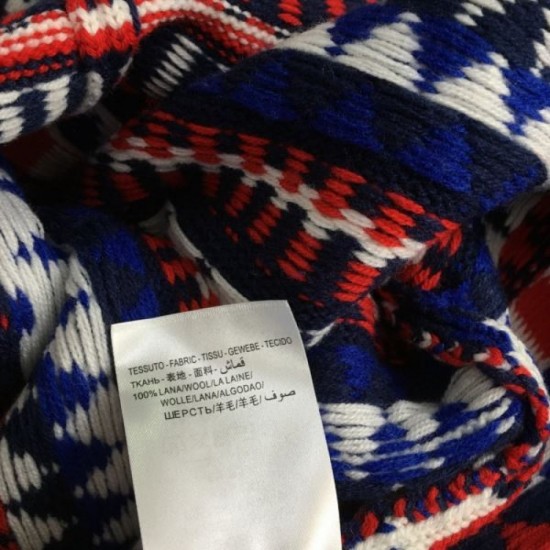 TESSUTO - FABRIC - TISSU - GEWEBE - TECIDO
ТКАНЬ - 表地 - 面料 - قماش
100% LANA/WOOL/LA LAINE/
WOLLE/LANA/ALGODAO/
ШЕРСТЬ/羊毛/羊毛/ صوف